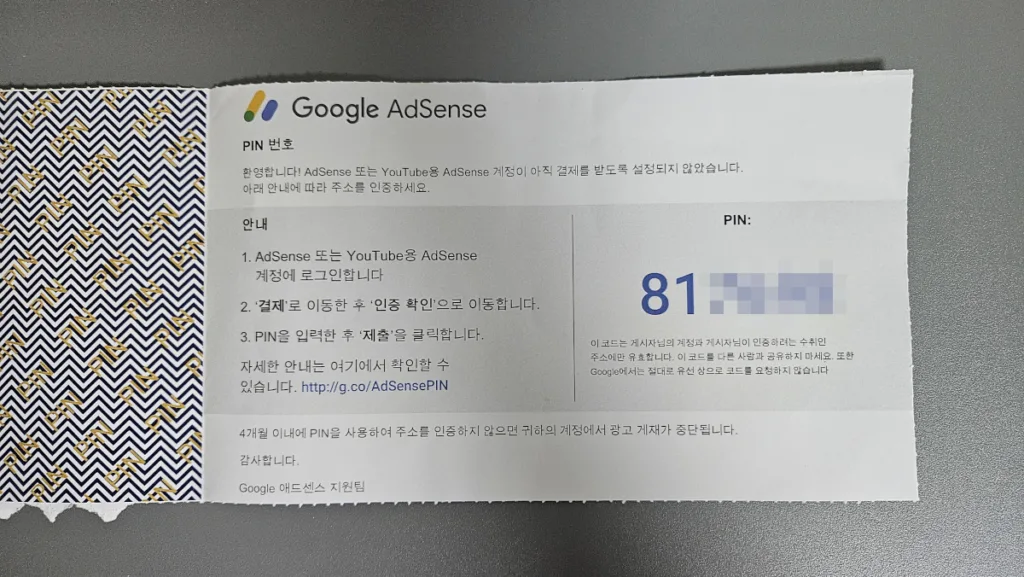 Google AdSense
PIN 번호
환영합니다! AdSense 또는 YouTube용 AdSense 계정이 아직 결제를 받도록 설정되지 않았습니다.
아래 안내에 따라 주소를 인증하세요.
안내
1. AdSense 또는 YouTube용 AdSense
계정에 로그인합니다
2. '결제'로 이동한 후 '인증 확인'으로 이동합니다.
3. PIN을 입력한 후 '제출'을 클릭합니다.
자세한 안내는 여기에서 확인할 수
있습니다. http://g.co/AdSensePIN
PIN:
81
이 코드는 게시자님의 계정과 게시자님이 인증하려는 수취인
주소에만 유효합니다. 이 코드를 다른 사람과 공유하지 마세요. 또한
Google에서는 절대로 유선 상으로 코드를 요청하지 않습니다
4개월 이내에 PIN을 사용하여 주소를 인증하지 않으면 귀하의 계정에서 광고 게재가 중단됩니다.
감사합니다.
Google 애드센스 지원팀